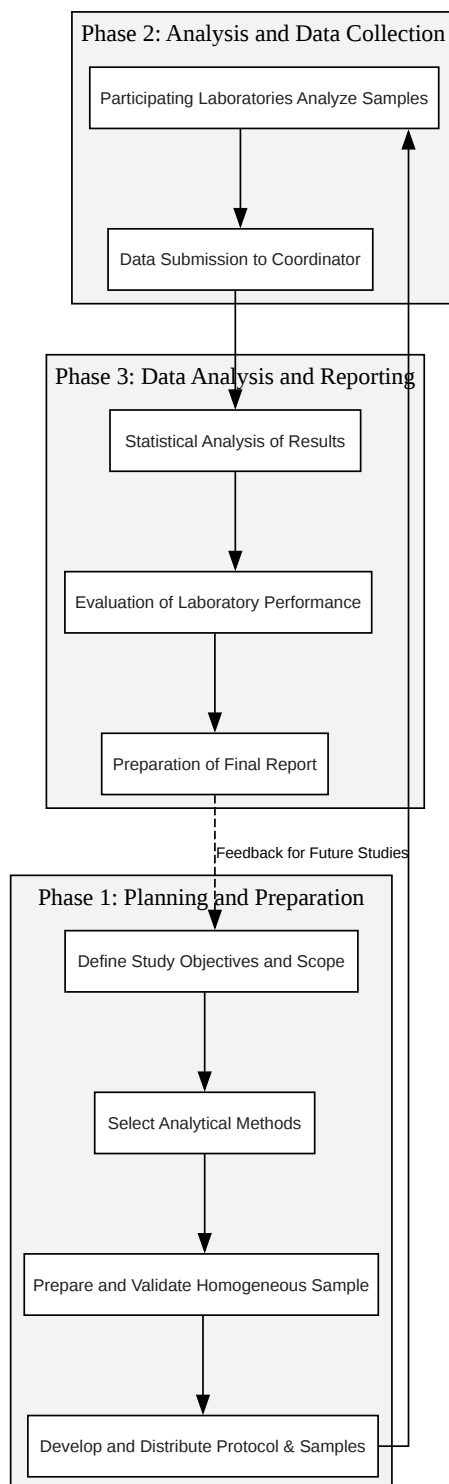 Phase 2: Analysis and Data Collection
Participating Laboratories Analyze Samples
Data Submission to Coordinator
Phase 3: Data Analysis and Reporting
Statistical Analysis of Results
Evaluation of Laboratory Performance
Preparation of Final Report
Feedback for Future Studies
Phase 1: Planning and Preparation
Define Study Objectives and Scope
Select Analytical Methods
Prepare and Validate Homogeneous Sample
Develop and Distribute Protocol & Samples